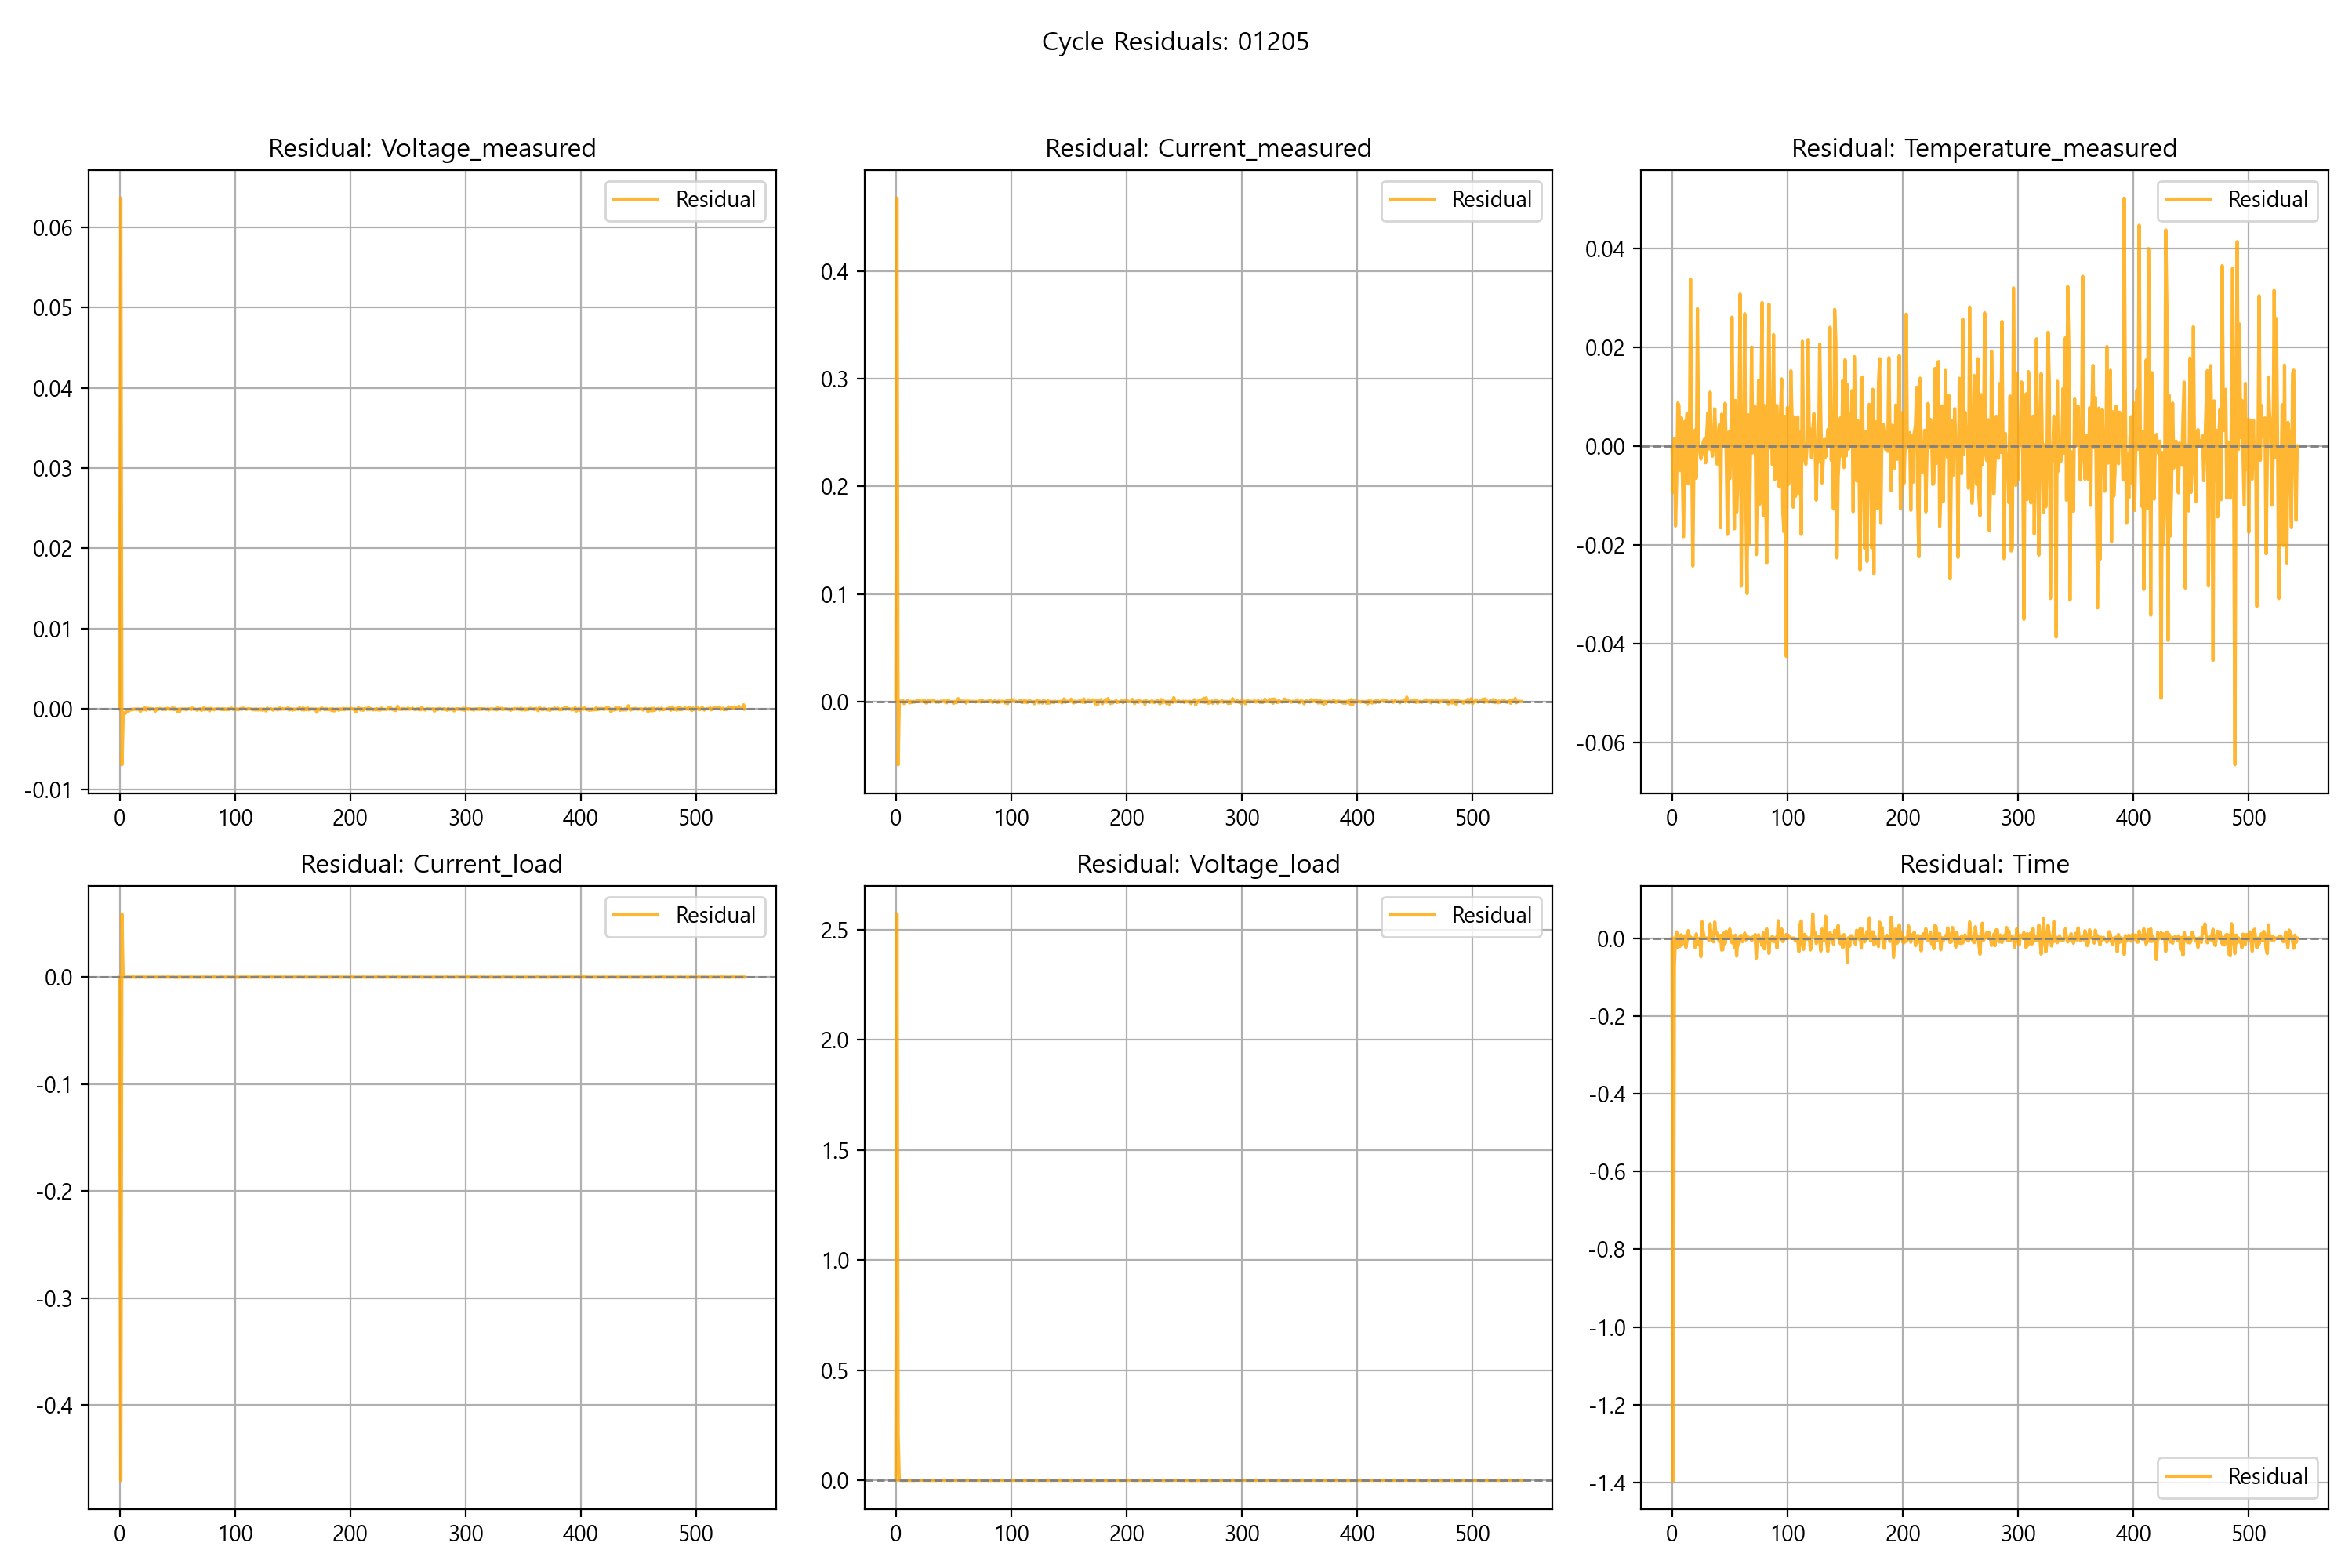 Cycle Residuals: 01205
Residual: Voltage_measured
Residual
0.06
0.05
0.04
0.03
0.02
0.01
0.00
-0.01
0 100 200 300 400 500
Residual: Current_measured
Residual
0.4
0.3
0.2
0.1
0.0
0 100 200 300 400 500
Residual: Temperature_measured
Residual
0.04
0.02
0.00
-0.02
-0.04
-0.06
0 100 200 300 400 500
Residual: Current_load
Residual
0.0
-0.1
-0.2
-0.3
-0.4
0 100 200 300 400 500
Residual: Voltage_load
Residual
2.5
2.0
1.5
1.0
0.5
0.0
0 100 200 300 400 500
Residual: Time
0.0
-0.2
-0.4
-0.6
-0.8
-1.0
-1.2
-1.4
Residual
0 100 200 300 400 500